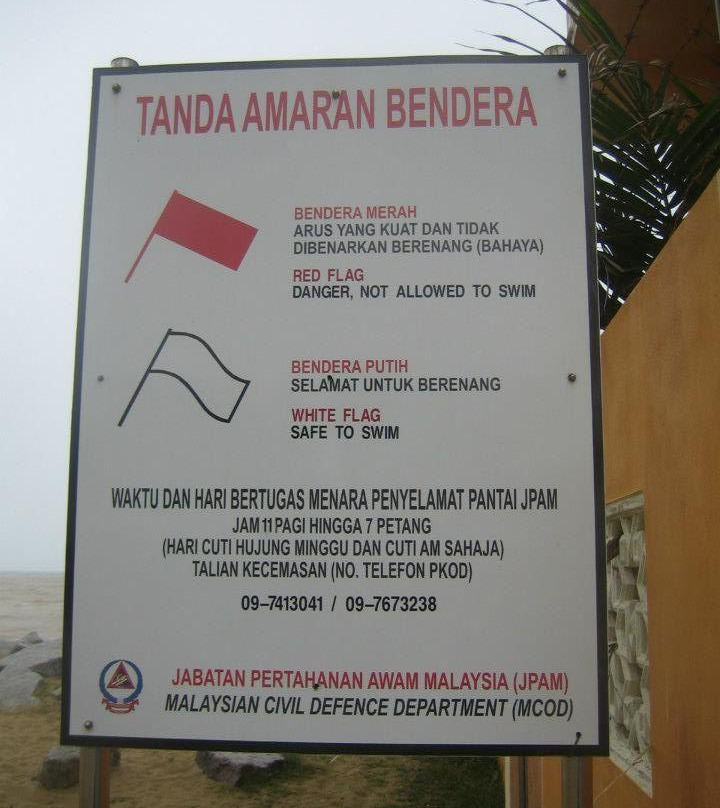 TANDA AMARAN BENDERA
BENDERA MERAH
ARUS YANG KUAT DAN TIDAK
DIBENARKAN BERENANG (BAHAYA)
RED FLAG
DANGER, NOT ALLOWED TO SWIM
BENDERA PUTIH
SELAMAT UNTUK BERENANG
WHITE FLAG
SAFE TO SWIM
WAKTU DAN HARI BERTUGAS MENARA PENYELAMAT PANTAI JPAM
JAM 11 PAGI HINGGA 7 PETANG
(HARI CUTI HUJUNG MINGGU DAN CUTI AM SAHAJA)
TALIAN KECEMASAN (NO. TELEFON PKOD)
09-7413041 / 09-7673238
JABATAN PERTAHANAN AWAM MALAYSIA (JPAM)
MALAYSIAN CIVIL DEFENCE DEPARTMENT (MCOD)